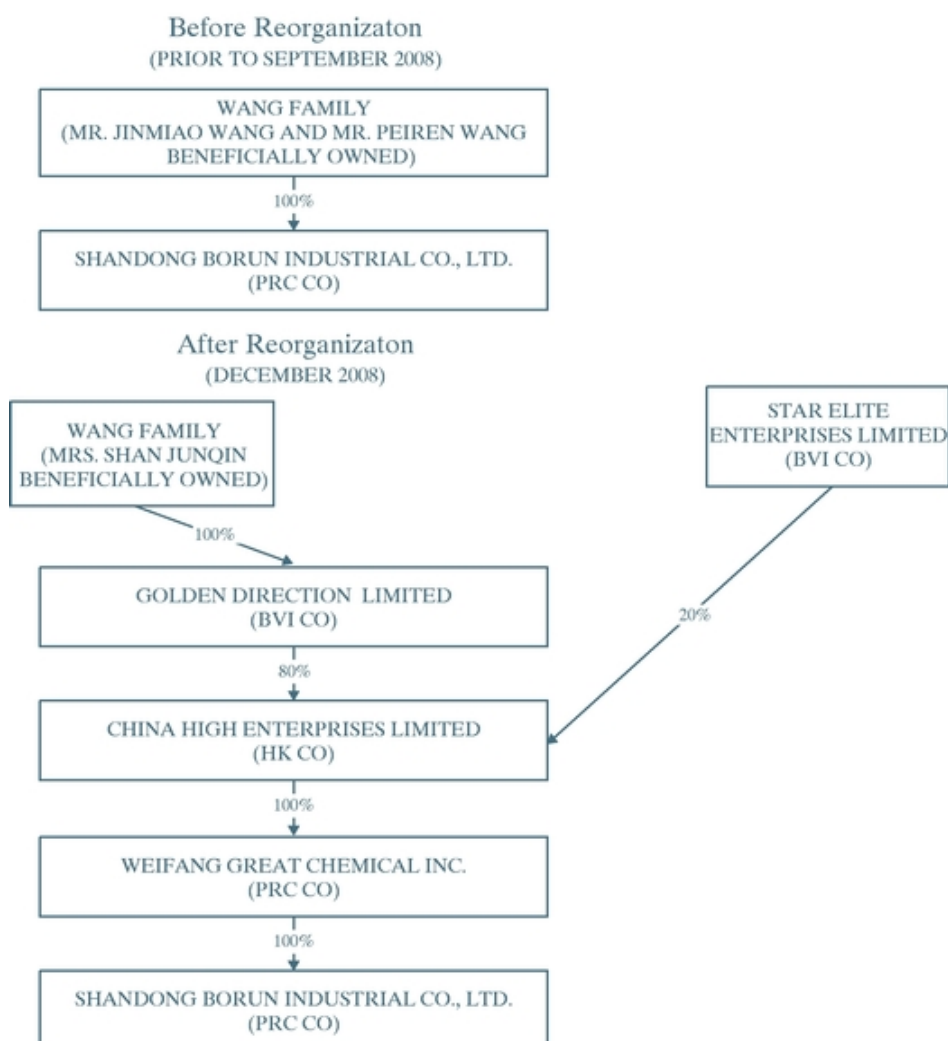 Before Reorganizaton
(PRIOR TO SEPTEMBER 2008)
WANG FAMILY
(MR. JINMIAO WANG AND MR. PEIREN WANG
BENEFICIALLY OWNED)
100%
SHANDONG BORUN INDUSTRIAL CO., LTD.
(PRC CO)
After Reorganizaton
(DECEMBER 2008)
WANG FAMILY
(MRS. SHAN JUNQIN
BENEFICIALLY OWNED)
STAR ELITE
ENTERPRISES LIMITED
(BVI CO)
100%
GOLDEN DIRECTION LIMITED
(BVI CO)
20%
80%
CHINA HIGH ENTERPRISES LIMITED
(HK CO)
100%
WEIFANG GREAT CHEMICAL INC.
(PRC CO)
100%
SHANDONG BORUN INDUSTRIAL CO., LTD.
(PRC CO)